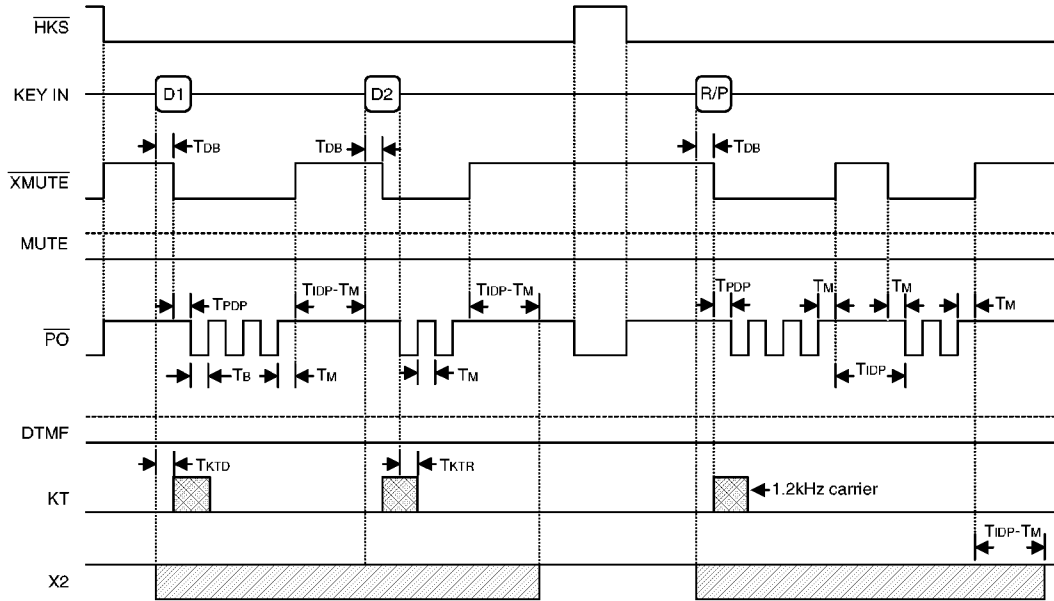 HKS
KEY IN D1 D2 R/P
TDB TDB TDB
XMUTE
MUTE
TPDP TIDP-TM TIDP-TM TPDP TM TM TM
PO
TB TM TM TIDP
DTMF
TKTD TKTR
KT 1.2kHz carrier
TIDP-TM
X2